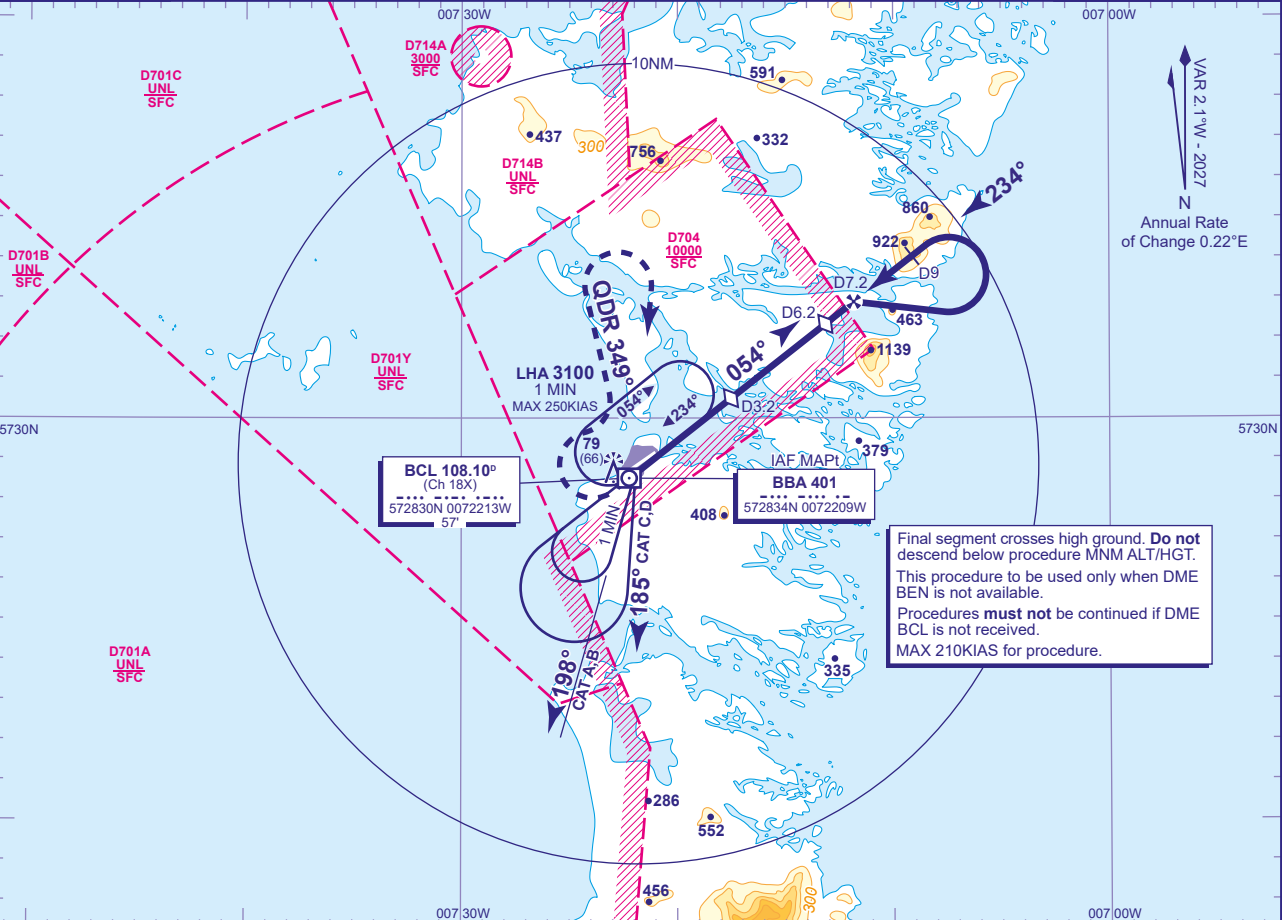 007 30W
007 00W
D714A
3000
SFC
D701C
UNL
SFC
10NM
591
VAR 2.1°W - 2027
N
Annual Rate
of Change 0.22°E
437
300
756
332
D714B
UNL
SFC
234°
860
922
D9
D704
10000
SFC
D701B
UNL
SFC
D7.2
D6.2
463
QDR 349°
1139
D701Y
UNL
SFC
LHA 3100
1 MIN
MAX 250KIAS
054°
054°
234°
D3.2
5730N
5730N
79
(66)
379
IAF MAPt
BCL 108.10ᴰ
(Ch 18X)
–··· –·–· ·–··
572830N 0072213W
57'
BBA 401
–··· –··· ·–
572834N 0072209W
408
1 MIN
185° CAT C,D
Final segment crosses high ground. Do not
descend below procedure MNM ALT/HGT.
This procedure to be used only when DME
BEN is not available.
Procedures must not be continued if DME
BCL is not received.
MAX 210KIAS for procedure.
D701A
UNL
SFC
198°
CAT A,B
335
286
552
456
300
007 30W
007 00W